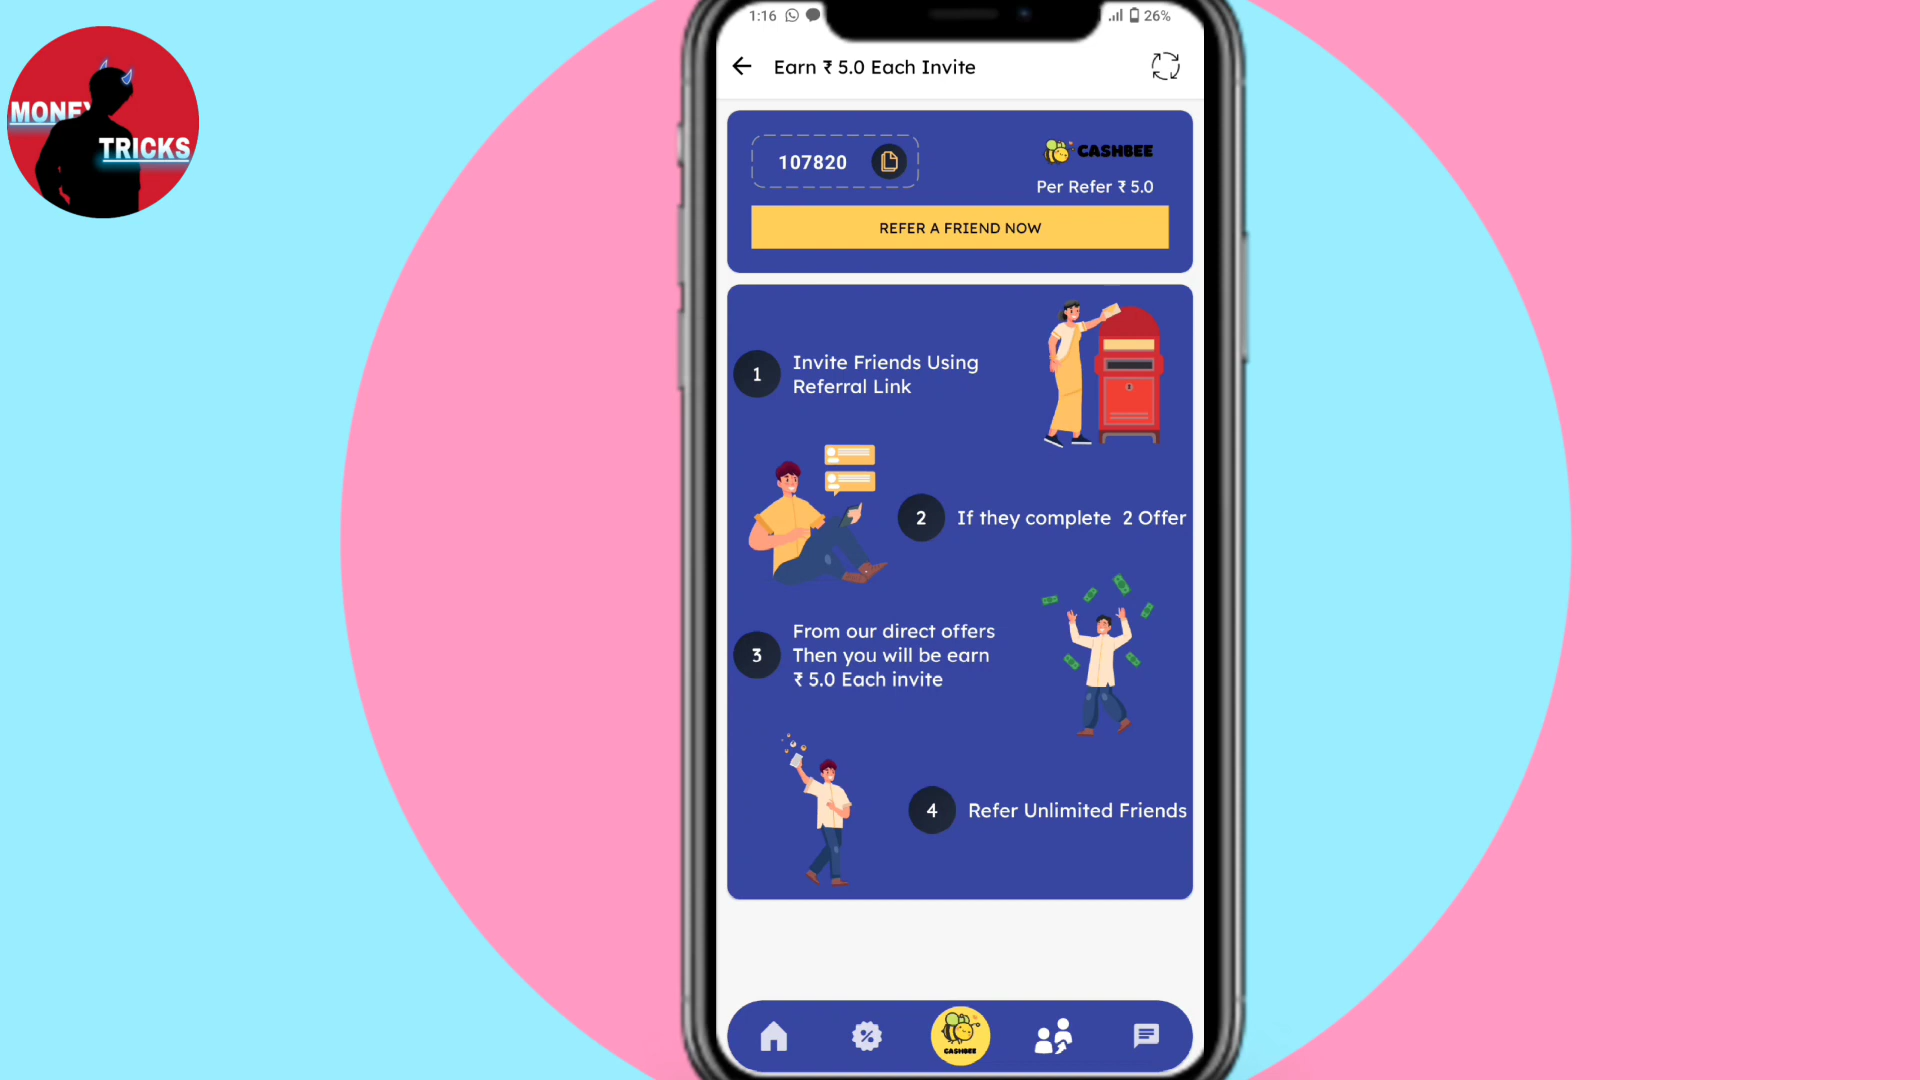 MONEY
TRICKS
1:16
26%
Earn ₹ 5.0 Each Invite
107820
CASHBEE
Per Refer ₹ 5.0
REFER A FRIEND NOW
1
Invite Friends Using
Referral Link
2
If they complete 2 Offer
3
From our direct offers
Then you will be earn
₹ 5.0 Each invite
4
Refer Unlimited Friends
CASHBEE